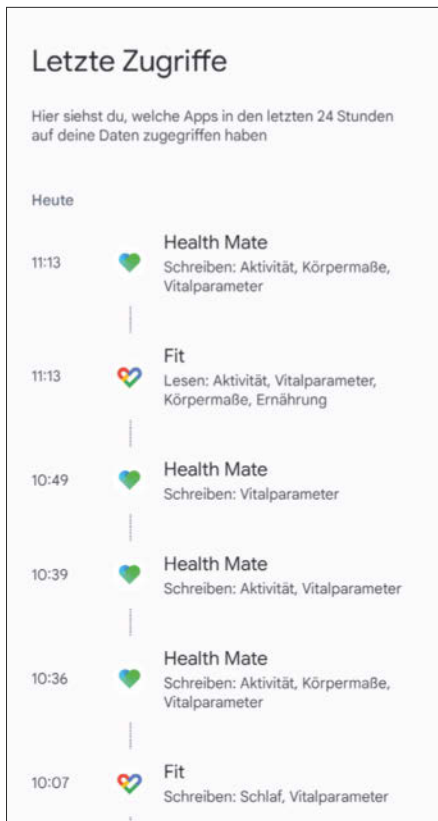 Letzte Zugriffe
Hier siehst du, welche Apps in den letzten 24 Stunden
auf deine Daten zugegriffen haben
Heute
11:13
Health Mate
Schreiben: Aktivität, Körpermaße,
Vitalparameter
11:13
Fit
Lesen: Aktivität, Vitalparameter,
Körpermaße, Ernährung
10:49
Health Mate
Schreiben: Vitalparameter
10:39
Health Mate
Schreiben: Aktivität, Vitalparameter
10:36
Health Mate
Schreiben: Aktivität, Körpermaße,
Vitalparameter
10:07
Fit
Schreiben: Schlaf, Vitalparameter